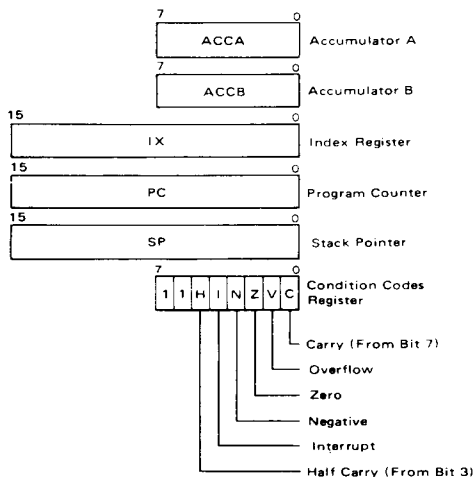 7 0
ACCA Accumulator A
7 0
ACCB Accumulator B
15 0
IX Index Register
15 0
PC Program Counter
15 0
SP Stack Pointer
7 0
1 1 H I N Z V C Condition Codes
Register
Carry (From Bit 7)
Overflow
Zero
Negative
Interrupt
Half Carry (From Bit 3)